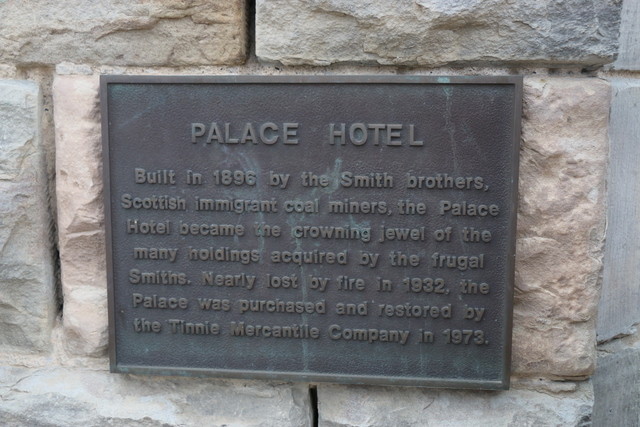 PALACE HOTEL
Built in 1896 by the Smith brothers,
Scottish immigrant coal miners, the Palace
Hotel became the crowning jewel of the
many holdings acquired by the frugal
Smiths. Nearly lost by fire in 1932, the
Palace was purchased and restored by
the Tinnie Mercantile Company in 1973.